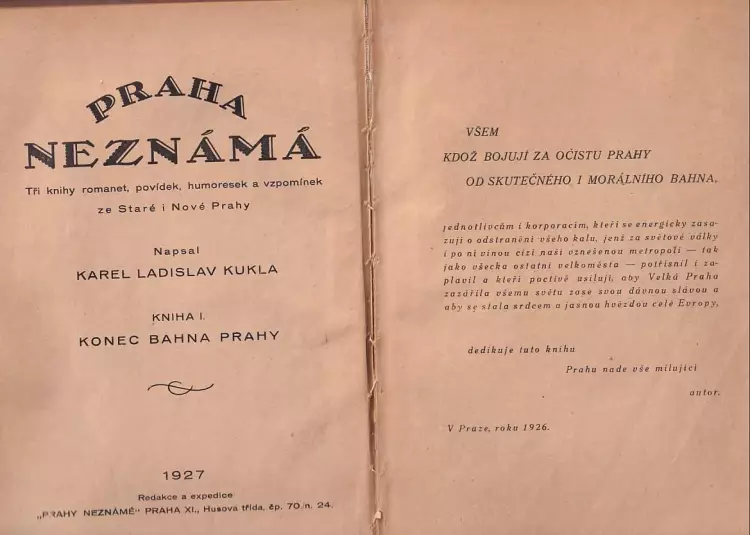 PRAHA
NEZNÁMÁ
Tři knihy romanet, povídek, humoresek a vzpomínek
ze Staré i Nové Prahy
Napsal
KAREL LADISLAV KUKLA
KNIHA I.
KONEC BAHNA PRAHY
1927
Redakce a expedice
„PRAHY NEZNÁMÉ" PRAHA XI., Husova třída, čp. 70/n. 24.
VŠEM
KDOŽ BOJUJÍ ZA OČISTU PRAHY
OD SKUTEČNÉHO I MORÁLNIHO BAHNA,
jednotlivcům i korporacím, kteří se energicky zasa-
zují o odstranění všeho kalu, jenž za světové války
i po ní vinou cizí naši vznešenou metropoli — tak
jako všecka ostatní velkoměsta — potřísnil i za-
plavil a kteří poctivě usilují, aby Velká Praha
zazářila všemu světu zase svou dávnou slávou a
aby se stala srdcem a jasnou hvězdou celé Evropy,
dedikuje tuto knihu
Prahu nade vše milující
autor.
V Praze, roku 1926.